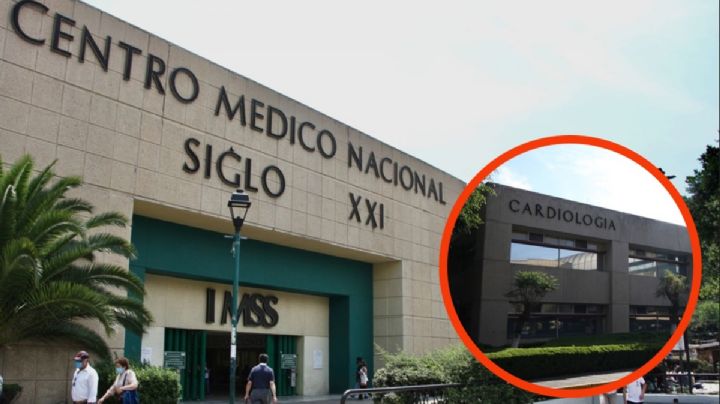 CENTRO MEDICO NACIONAL
SIGLO XXI
IMSS
CARDIOLOGIA